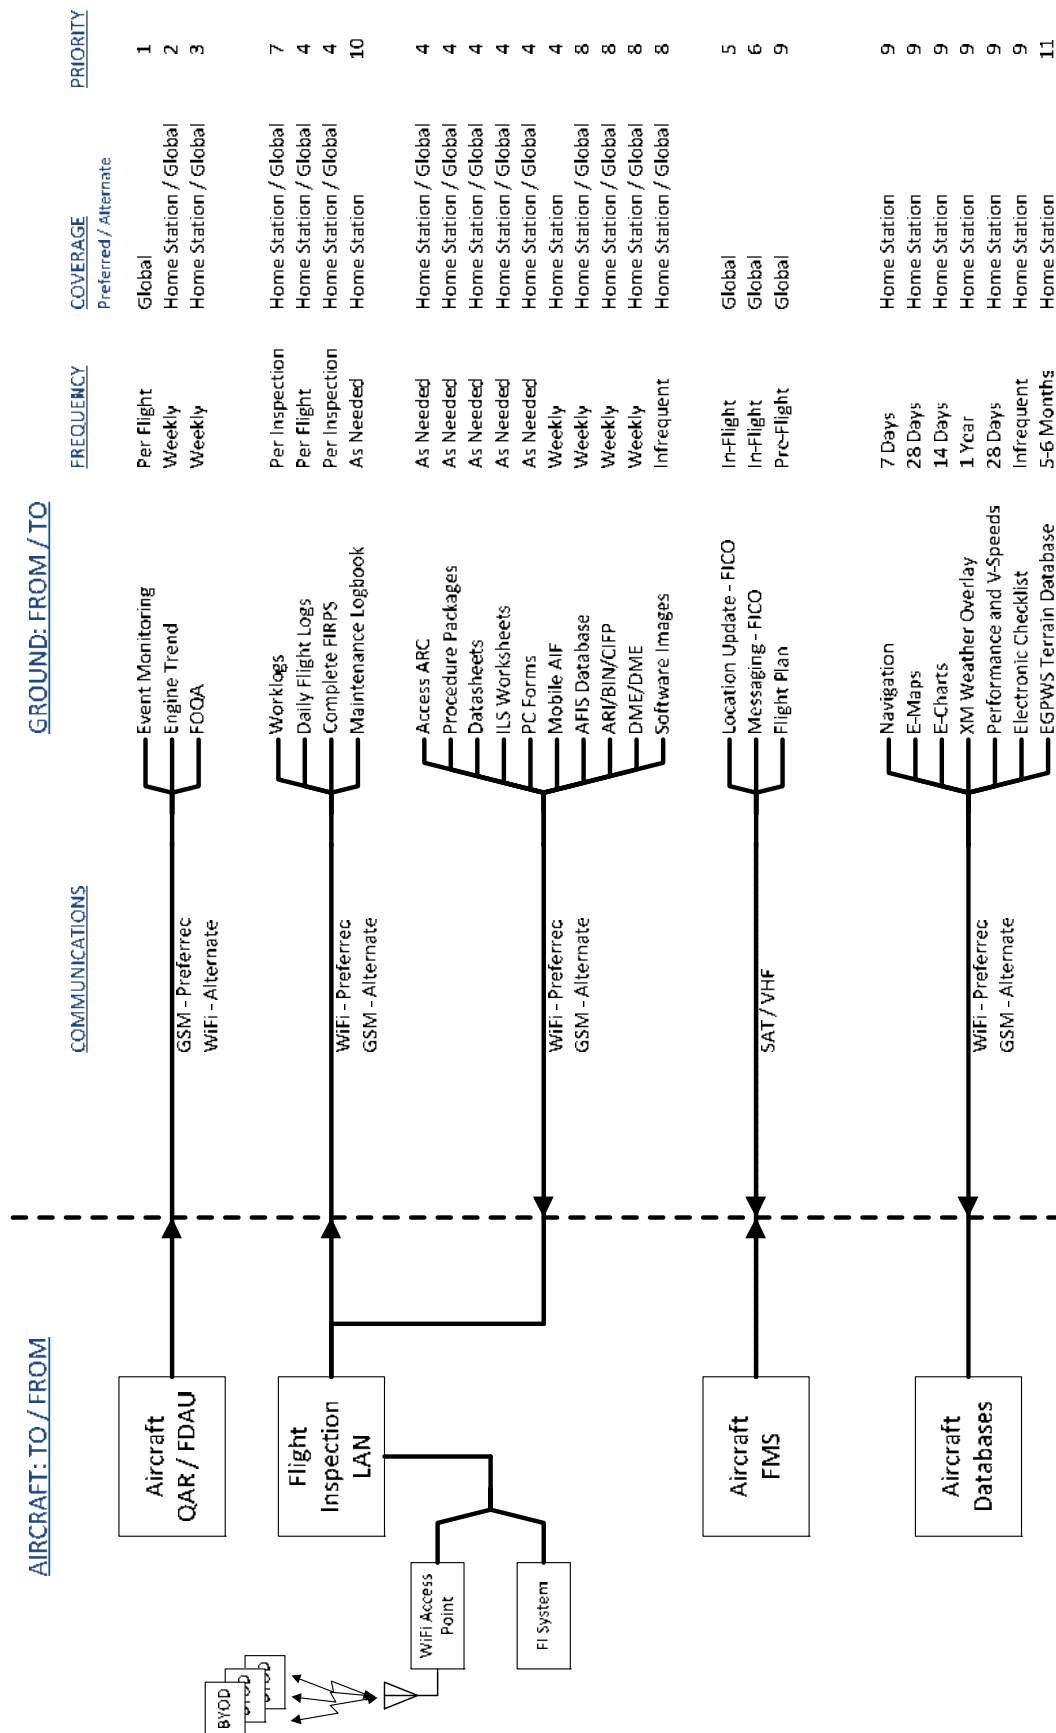 AIRCRAFT: TO / FROM
GROUND: FROM / TO
COMMUNICATIONS
FREQUENCY
COVERAGE
PRIORITY
Preferred / Alternate
Aircraft
QAR / FDAU
GSM - Preferrec
WiFi - Alternate
Event Monitoring Per Flight Global 1
Engine Trend Weekly Home Station / Global 2
FOQA Weekly Home Station / Global 3
Flight
Inspection
LAN
WiFi - Preferrec
GSM - Alternate
Worklogs Per Inspection Home Station / Global 7
Daily Flight Logs Per Flight Home Station / Global 4
Complete FIRPS Per Inspection Home Station / Global 4
Maintenance Logbook As Needed Home Station 10
BYOD
BYOD
BYOD
WiFi Access
Point
FI System
WiFi - Preferrec
GSM - Alternate
Access ARC As Needed Home Station / Global 4
Procedure Packages As Needed Home Station / Global 4
Datasheets As Needed Home Station / Global 4
ILS Worksheets As Needed Home Station / Global 4
PC Forms As Needed Home Station / Global 4
Mobile AIF Weekly Home Station 4
AFIS Database Weekly Home Station / Global 8
ARI/BIN/CIFP Weekly Home Station / Global 8
DME/DME Weekly Home Station / Global 8
Software Images Infrequent Home Station / Global 8
Aircraft
FMS
SAT / VHF
Location Update - FICO In-Flight Global 5
Messaging - FICO In-Flight Global 6
Flight Plan Pre-Flight Global 9
Aircraft
Databases
WiFi - Preferrec
GSM - Alternate
Navigation 7 Days Home Station 9
E-Maps 28 Days Home Station 9
E-Charts 14 Days Home Station 9
XM Weather Overlay 1 Year Home Station 9
Performance and V-Speeds 28 Days Home Station 9
Electronic Checklist Infrequent Home Station 9
EGPWS Terrain Database 5-6 Months Home Station 11